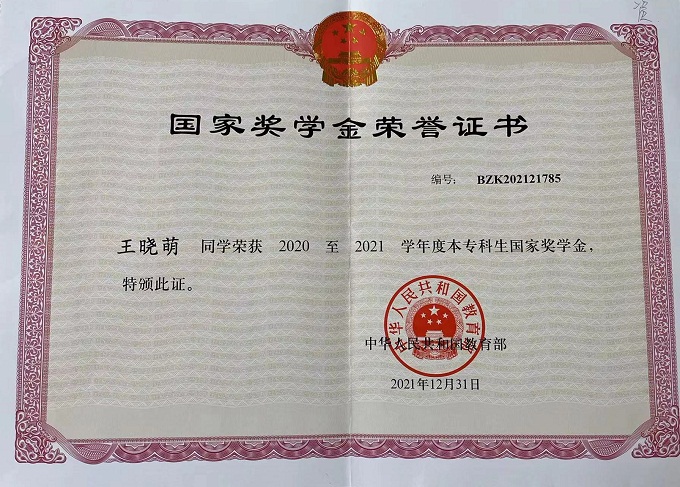 国家奖学金荣誉证书
编号： BZK202121785
王晓萌 同学荣获 2020 至 2021 学年度本专科生国家奖学金，
特颁此证。
中华人民共和国教育部
中华人民共和国教育部
2021年12月31日